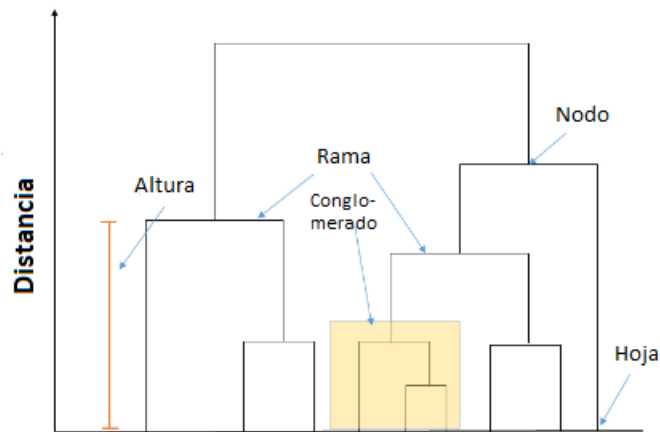 Nodo
Rama
Altura
Conglo-
merado
Distancia
Hoja